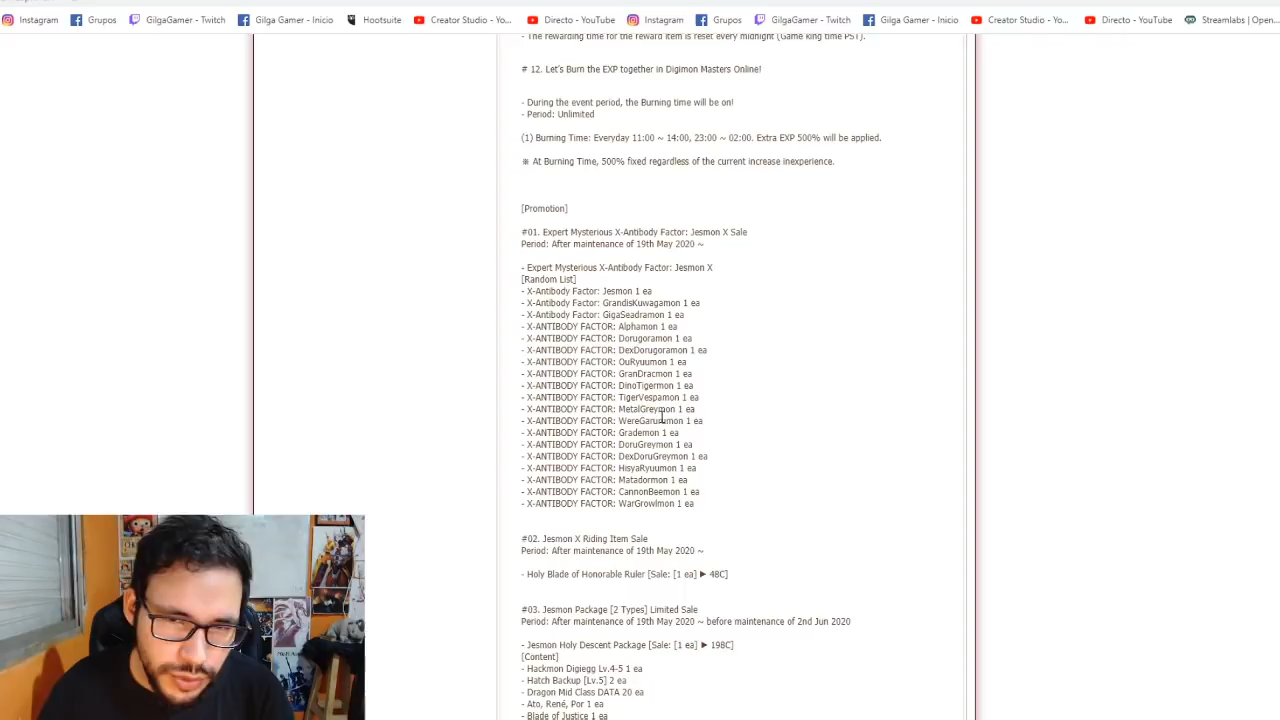 Instagram Grupos GilgaGamer - Twitch Gilga Gamer - Inicio Hootsuite Creator Studio - Yo... Directo - YouTube Instagram Grupos GilgaGamer - Twitch Gilga Gamer - Inicio Creator Studio - Yo... Directo - YouTube Streamlabs | Open...
- The rewarding time for the reward item is reset every midnight (Game king time PST).
# 12. Let's Burn the EXP together in Digimon Masters Online!
- During the event period, the Burning time will be on!
- Period: Unlimited
(1) Burning Time: Everyday 11:00 ~ 14:00, 23:00 ~ 02:00. Extra EXP 500% will be applied.
※ At Burning Time, 500% fixed regardless of the current increase inexperience.
[Promotion]
#01. Expert Mysterious X-Antibody Factor: Jesmon X Sale
Period: After maintenance of 19th May 2020 ~
- Expert Mysterious X-Antibody Factor: Jesmon X
[Random List]
- X-Antibody Factor: Jesmon 1 ea
- X-Antibody Factor: GrandisKuwagamon 1 ea
- X-Antibody Factor: GigaSeadramon 1 ea
- X-ANTIBODY FACTOR: Alphamon 1 ea
- X-ANTIBODY FACTOR: Dorugoramon 1 ea
- X-ANTIBODY FACTOR: DexDorugoramon 1 ea
- X-ANTIBODY FACTOR: OuRyuumon 1 ea
- X-ANTIBODY FACTOR: GranDracmon 1 ea
- X-ANTIBODY FACTOR: DinoTigermon 1 ea
- X-ANTIBODY FACTOR: TigerVespamon 1 ea
- X-ANTIBODY FACTOR: MetalGreymon 1 ea
- X-ANTIBODY FACTOR: WereGarurumon 1 ea
- X-ANTIBODY FACTOR: Grademon 1 ea
- X-ANTIBODY FACTOR: DoruGreymon 1 ea
- X-ANTIBODY FACTOR: DexDoruGreymon 1 ea
- X-ANTIBODY FACTOR: HisyaRyuumon 1 ea
- X-ANTIBODY FACTOR: Matadormon 1 ea
- X-ANTIBODY FACTOR: CannonBeemon 1 ea
- X-ANTIBODY FACTOR: WarGrowlmon 1 ea
#02. Jesmon X Riding Item Sale
Period: After maintenance of 19th May 2020 ~
- Holy Blade of Honorable Ruler [Sale: [1 ea] ▶ 48C]
#03. Jesmon Package [2 Types] Limited Sale
Period: After maintenance of 19th May 2020 ~ before maintenance of 2nd Jun 2020
- Jesmon Holy Descent Package [Sale: [1 ea] ▶ 198C]
[Content]
- Hackmon Digiegg Lv.4-5 1 ea
- Hatch Backup [Lv.5] 2 ea
- Dragon Mid Class DATA 20 ea
- Ato, René, Por 1 ea
- Blade of Justice 1 ea